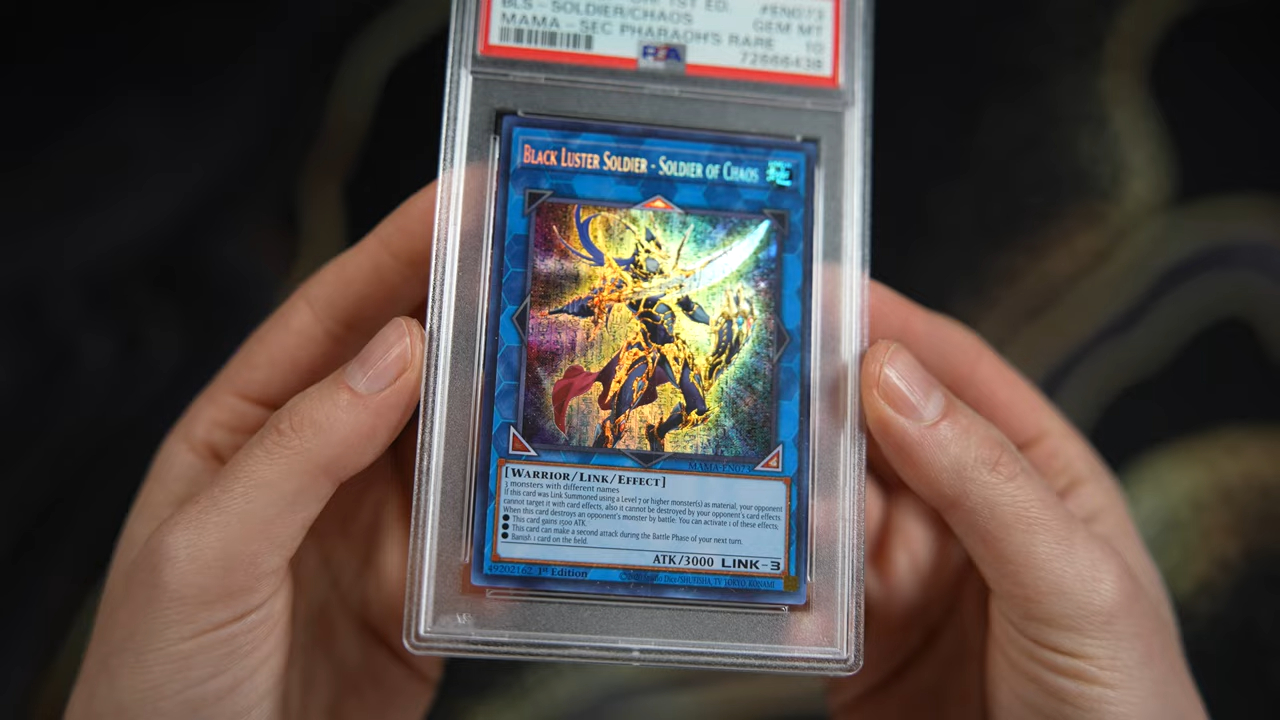 1ST ED. #EN073
BLS - SOLDIER/CHAOS GEM MT
MAMA - SEC PHARAOH'S RARE 10
PSA 72666438
BLACK LUSTER SOLDIER - SOLDIER OF CHAOS
MAMA-EN073
[WARRIOR/LINK/EFFECT]
3 monsters with different names
If this card was Link Summoned using a Level 7 or higher monster(s) as material, your opponent
cannot target it with card effects, also it cannot be destroyed by your opponent's card effects.
When this card destroys an opponent's monster by battle: You can activate 1 of these effects.
● This card gains 1500 ATK.
● This card can make a second attack during the Battle Phase of your next turn.
● Banish 1 card on the field.
ATK/3000 LINK-3
49202162 1st Edition ©2020 Studio Dice/SHUEISHA, TV TOKYO, KONAMI